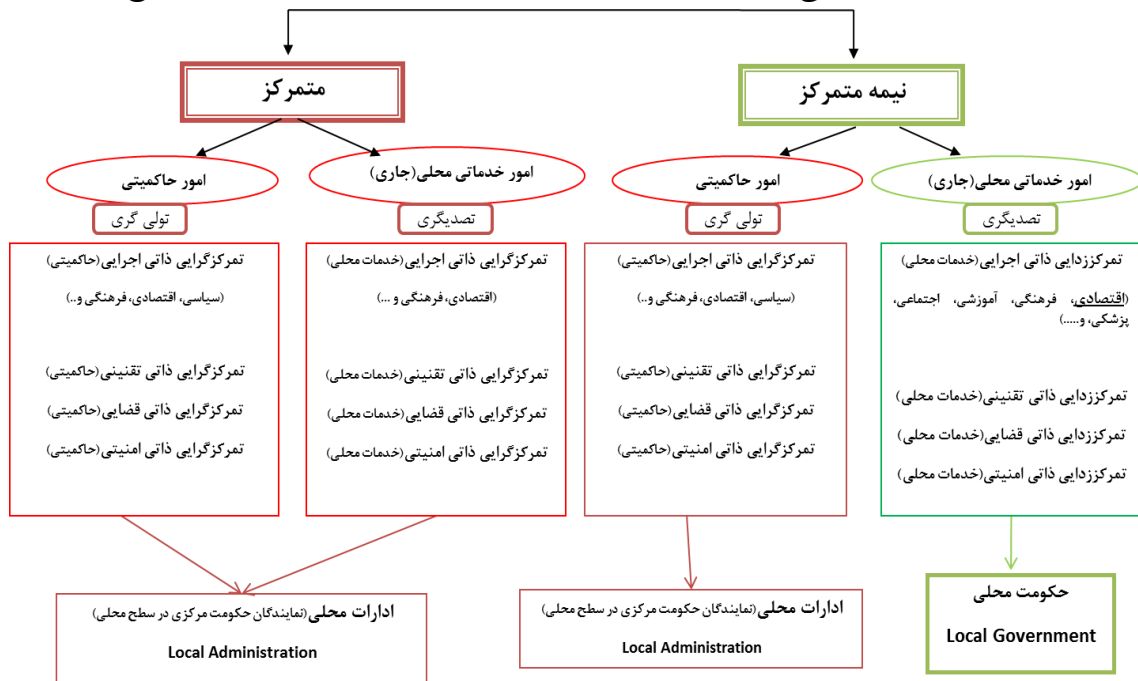 متمرکز
نیمه متمرکز
امور حاکمیتی
امور خدماتی محلی(جاری)
امور حاکمیتی
امور خدماتی محلی(جاری)
تولی گری
تصدیگری
تولی گری
تصدیگری
تمرکزگرایی ذاتی اجرایی(حاکمیتی)
(سیاسی، اقتصادی، فرهنگی و..)
تمرکزگرایی ذاتی تقنینی(حاکمیتی)
تمرکزگرایی ذاتی قضایی(حاکمیتی)
تمرکزگرایی ذاتی امنیتی(حاکمیتی)
تمرکزگرایی ذاتی اجرایی(خدمات محلی)
(اقتصادی، فرهنگی و ...)
تمرکزگرایی ذاتی تقنینی(خدمات محلی)
تمرکزگرایی ذاتی قضایی(خدمات محلی)
تمرکزگرایی ذاتی امنیتی(خدمات محلی)
تمرکزگرایی ذاتی اجرایی(حاکمیتی)
(سیاسی، اقتصادی، فرهنگی و..)
تمرکزگرایی ذاتی تقنینی(حاکمیتی)
تمرکزگرایی ذاتی قضایی(حاکمیتی)
تمرکزگرایی ذاتی امنیتی(حاکمیتی)
تمرکززدایی ذاتی اجرایی(خدمات محلی)
(اقتصادی، فرهنگی، آموزشی، اجتماعی،
پزشکی، و.....)
تمرکززدایی ذاتی تقنینی(خدمات محلی)
تمرکززدایی ذاتی قضایی(خدمات محلی)
تمرکززدایی ذاتی امنیتی(خدمات محلی)
ادارات محلی(نمایندگان حکومت مرکزی در سطح محلی)
Local Administration
ادارات محلی(نمایندگان حکومت مرکزی در سطح محلی)
Local Administration
حکومت محلی
Local Government